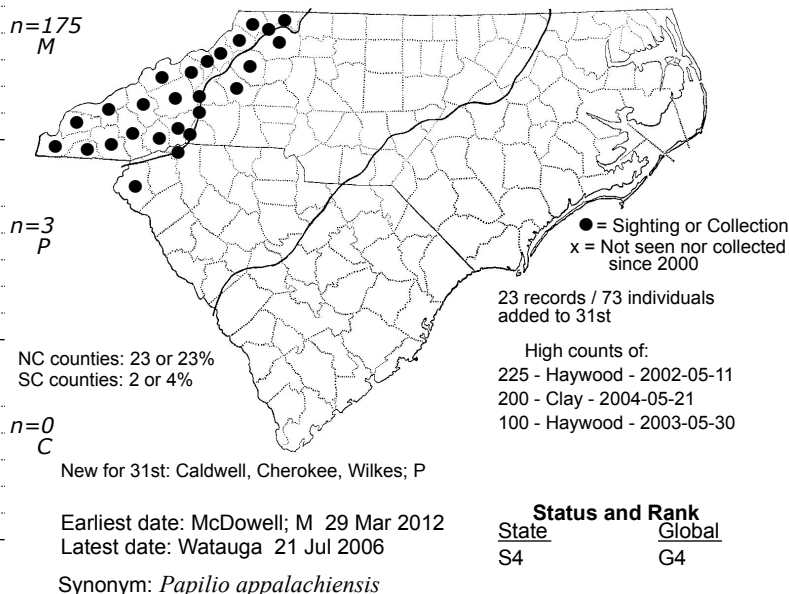 n=175
M
n=3
P
● = Sighting or Collection
x = Not seen nor collected
since 2000
23 records / 73 individuals
added to 31st
NC counties: 23 or 23%
SC counties: 2 or 4%
High counts of:
225 - Haywood - 2002-05-11
200 - Clay - 2004-05-21
100 - Haywood - 2003-05-30
n=0
C
New for 31st: Caldwell, Cherokee, Wilkes; P
Earliest date: McDowell; M 29 Mar 2012
Latest date: Watauga 21 Jul 2006
Status and Rank
State Global
S4 G4
Synonym: Papilio appalachiensis